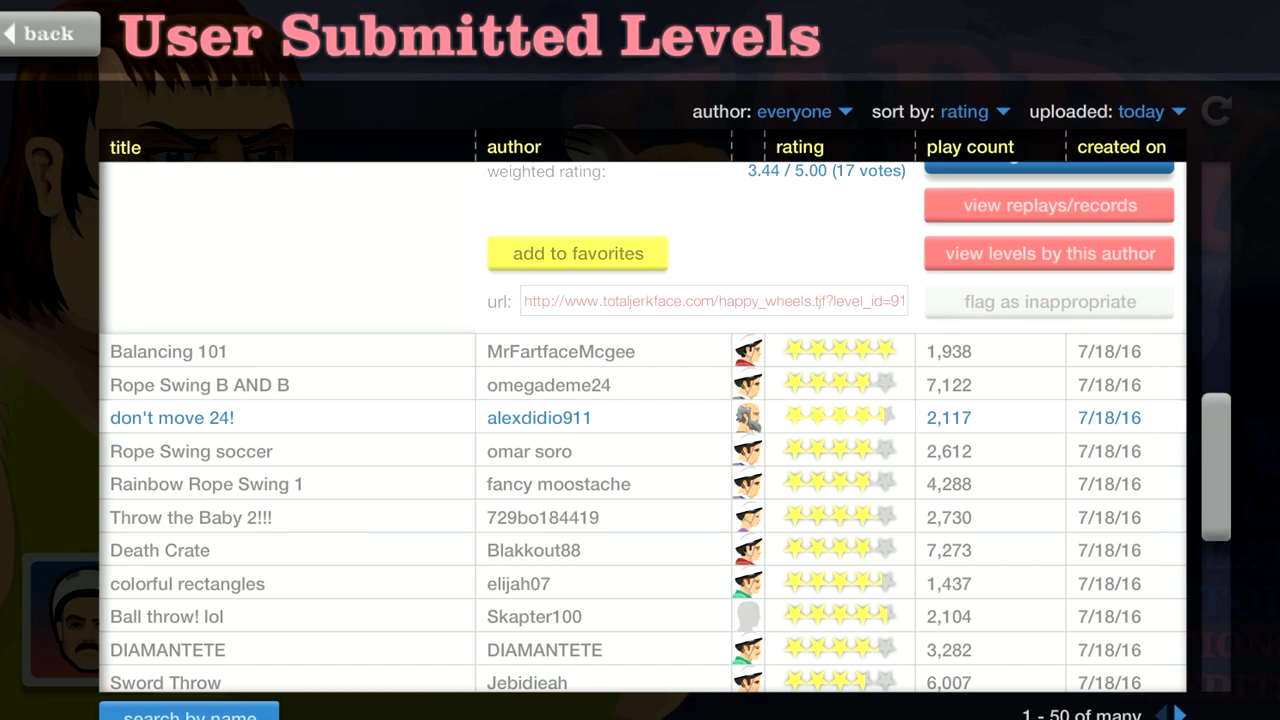 back
User Submitted Levels
author: everyone sort by: rating uploaded: today
title author rating play count created on
weighted rating: 3.44 / 5.00 (17 votes)
view replays/records
add to favorites view levels by this author
url: http://www.totaljerkface.com/happy_wheels.tjf?level_id=91 flag as inappropriate
Balancing 101 MrFartfaceMcgee 1,938 7/18/16
Rope Swing B AND B omegademe24 7,122 7/18/16
don't move 24! alexdidio911 2,117 7/18/16
Rope Swing soccer omar soro 2,612 7/18/16
Rainbow Rope Swing 1 fancy moostache 4,288 7/18/16
Throw the Baby 2!!! 729bo184419 2,730 7/18/16
Death Crate Blakkout88 7,273 7/18/16
colorful rectangles elijah07 1,437 7/18/16
Ball throw! lol Skapter100 2,104 7/18/16
DIAMANTETE DIAMANTETE 3,282 7/18/16
Sword Throw Jebidieah 6,007 7/18/16
search by name 1 - 50 of many